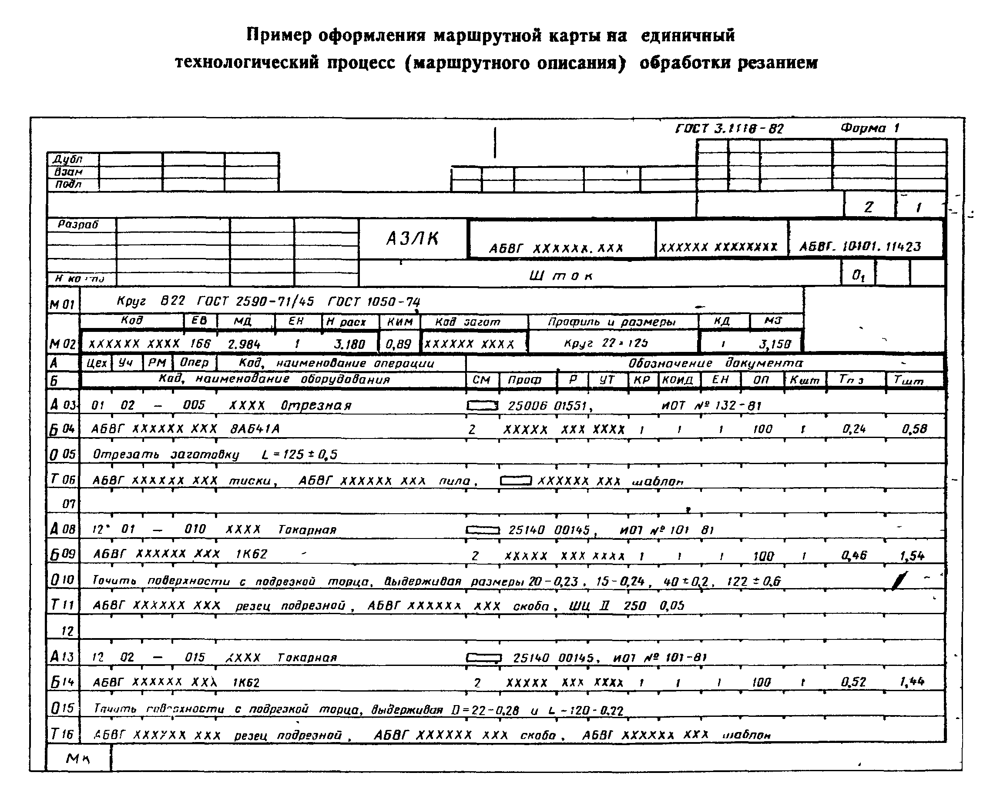 Пример оформления маршрутной карты на единичный
технологический процесс (маршрутного описания) обработки резанием
ГОСТ 3.1118-82 Форма 1
Дубл
Взам
Подл
2 1
Разраб
АЗЛК АБВГ XXXXXX.XXX XXXXXX XXXXXXXX АБВГ. 10101.11423
Шток О1
Н
М 01 Круг В22 ГОСТ 2590-71/45 ГОСТ 1050-74
Код ЕВ МД ЕН Н расх КИМ Код загот Профиль и размеры КД МЗ
М 02 XXXXXX XXXX 166 2.984 1 3.180 0,89 XXXXXX XXXX Круг 22×125 1 3,150
А Цех Уч РМ Опер Код, наименование операции Обозначение документа
Б Код, наименование оборудования СМ Проф Р УТ КР КОИД ЕН ОП Кшт Тпз Тшт
А 03 01 02 – 005 XXXX Отрезная 25006 01551, ИОТ № 132-81
Б 04 АБВГ XXXXXX XXX 8А641А 2 XXXXX XXX XXXX 1 1 1 100 1 0,24 0,58
О 05 Отрезать заготовку L=125±0,5
Т 06 АБВГ XXXXXX XXX тиски, АБВГ XXXXXX XXX пила, XXXXXX XXX шаблон
07
А 08 12 01 – 010 XXXX Токарная 25140 00145, ИОТ № 101 81
Б 09 АБВГ XXXXXX XXX 1К62 2 XXXXX XXX XXXX 1 1 1 100 1 0,46 1,54
О 10 Точить поверхности с подрезкой торца, выдерживая размеры 20-0,23, 15-0,24, 40±0,2, 122±0,6
Т 11 АБВГ XXXXXX XXX резец подрезной, АБВГ XXXXXX XXX скоба, ШЦ II 250 0,05
12
А 13 12 02 – 015 XXXX Токарная 25140 00145, ИОТ № 101-81
Б 14 АБВГ XXXXXX XXX 1К62 2 XXXXX XXX XXXX 1 1 1 100 1 0,52 1,44
О 15 Точить поверхности с подрезкой торца, выдерживая D=22-0,28 и L-120-0,22
Т 16 АБВГ XXXXXX XXX резец подрезной, АБВГ XXXXXX XXX скоба, АБВГ XXXXXX XXX шаблон
МК